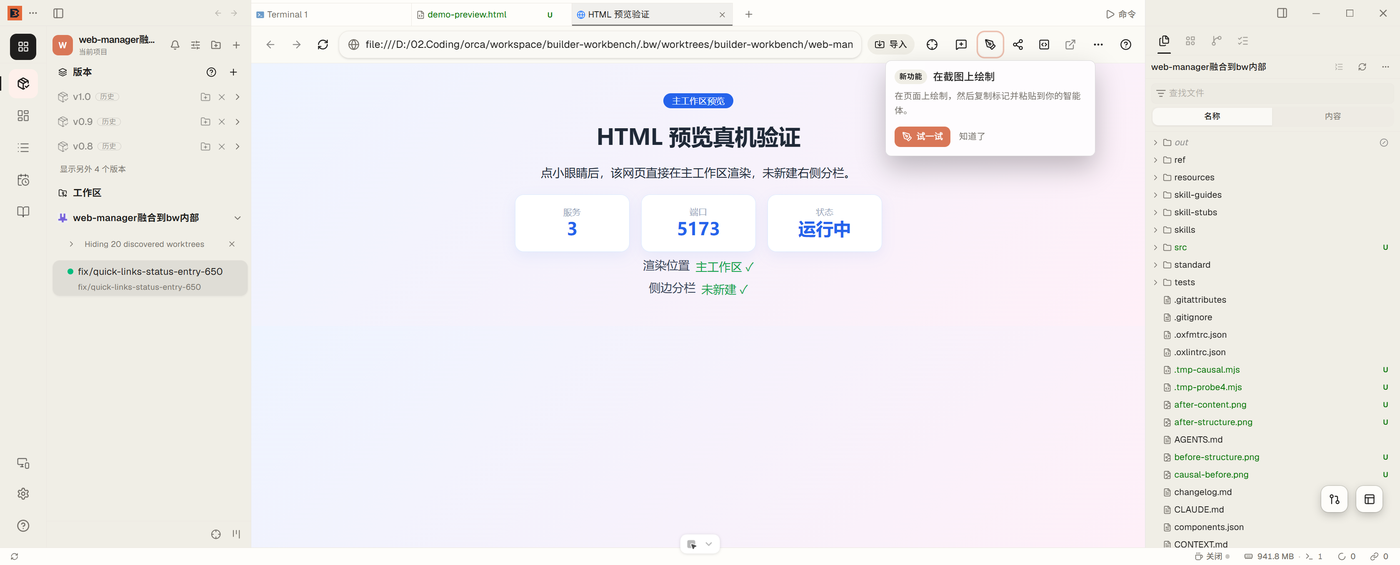 Terminal 1
demo-preview.html
U
HTML 预览验证
命令
W
web-manager融...
当前项目
file:///D:/02.Coding/orca/workspace/builder-workbench/.bw/worktrees/builder-workbench/web-man
导入
版本
v1.0 历史
v0.9 历史
v0.8 历史
显示另外 4 个版本
工作区
web-manager融合到bw内部
Hiding 20 discovered worktrees
fix/quick-links-status-entry-650
fix/quick-links-status-entry-650
主工作区预览
HTML 预览真机验证
点小眼睛后，该网页直接在主工作区渲染，未新建右侧分栏。
服务
3
端口
5173
状态
运行中
渲染位置 主工作区 ✓
侧边分栏 未新建 ✓
新功能 在截图上绘制
在页面上绘制，然后复制标记并粘贴到你的智能
体。
试一试
知道了
web-manager融合到bw内部
查找文件
名称
内容
out
ref
resources
skill-guides
skill-stubs
skills
src U
standard
tests
.gitattributes
.gitignore
.oxfmtrc.json
.oxlintrc.json
.tmp-causal.mjs U
.tmp-probe4.mjs U
after-content.png U
after-structure.png U
AGENTS.md
before-structure.png U
causal-before.png U
changelog.md
CLAUDE.md
components.json
CONTEXT.md
关闭
941.8 MB
1
0
0